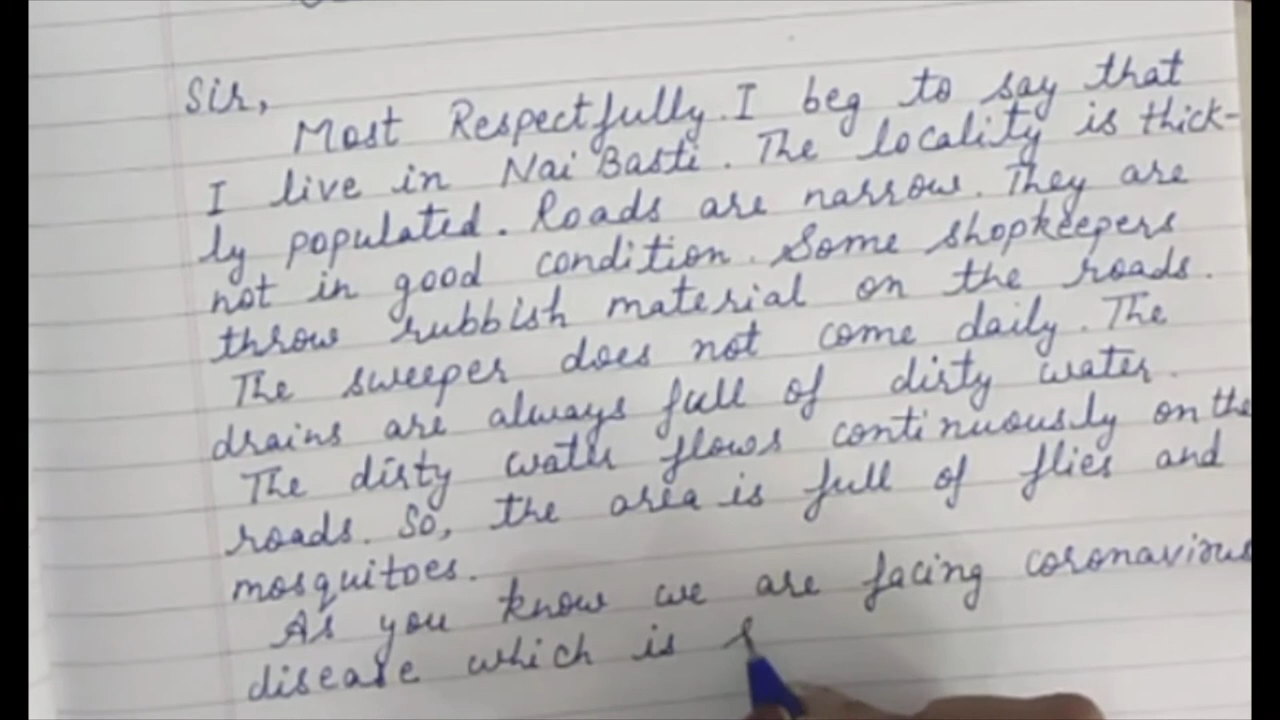 Sir,
Most Respectfully I beg to say that
I live in Nai Basti. The locality is thick-
ly populated. Roads are narrow. They are
not in good condition. Some shopkeepers
throw rubbish material on the roads.
The sweeper does not come daily. The
drains are always full of dirty water.
The dirty water flows continuously on the
roads. So, the area is full of flies and
mosquitoes.
As you know we are facing coronavirus
disease which is